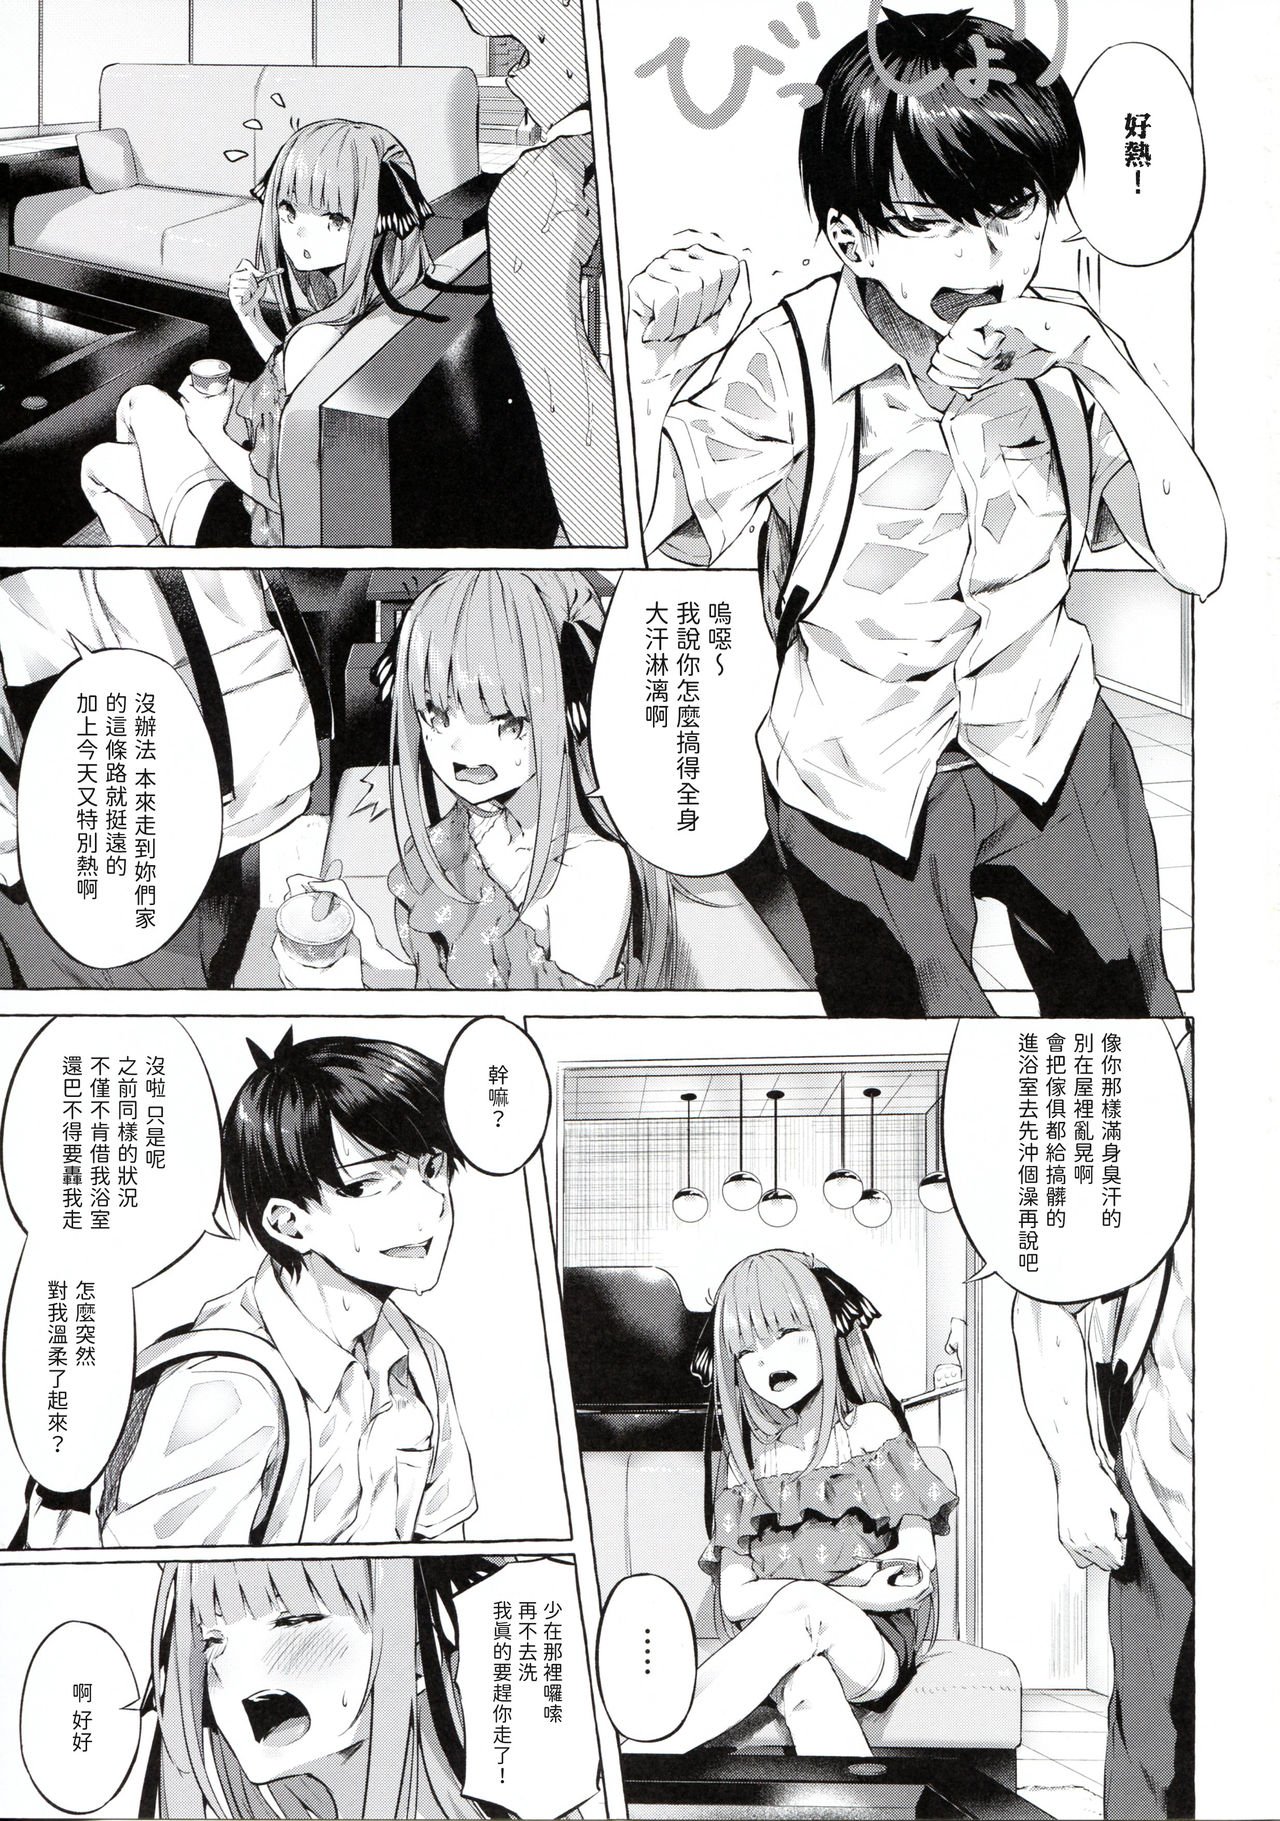 びっしょり
好熱！
嗚噁～
我說你怎麼搞得全身
大汗淋漓啊
沒辦法 本來走到妳們家
的這條路就挺遠的
加上今天又特別熱啊
像你那樣滿身臭汗的
別在屋裡亂晃啊
會把傢俱都給搞髒的
進浴室去先沖個澡再說吧
……
幹嘛？
沒啦 只是呢
之前同樣的狀況
不僅不肯借我浴室
還巴不得要轟我走
怎麼突然
對我溫柔了起來？
少在那裡囉嗦
再不去洗
我真的要趕你走了！
啊 好好